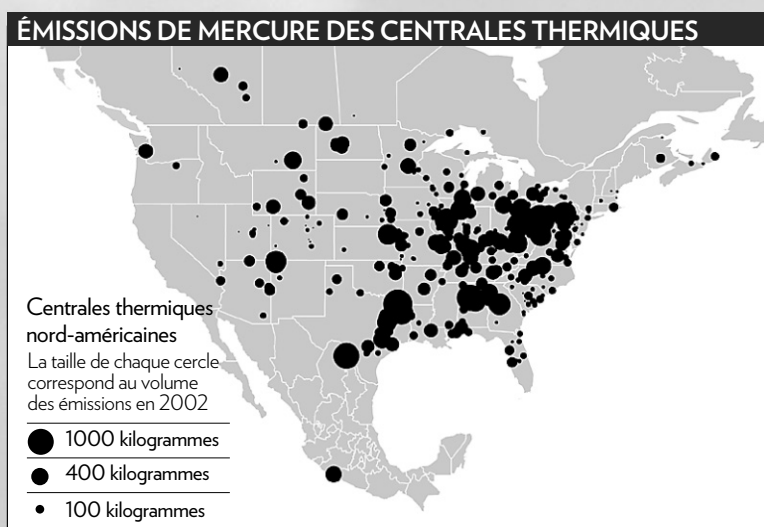 ÉMISSIONS DE MERCURE DES CENTRALES THERMIQUES
Centrales thermiques
nord-américaines
La taille de chaque cercle
correspond au volume
des émissions en 2002
1000 kilogrammes
400 kilogrammes
100 kilogrammes